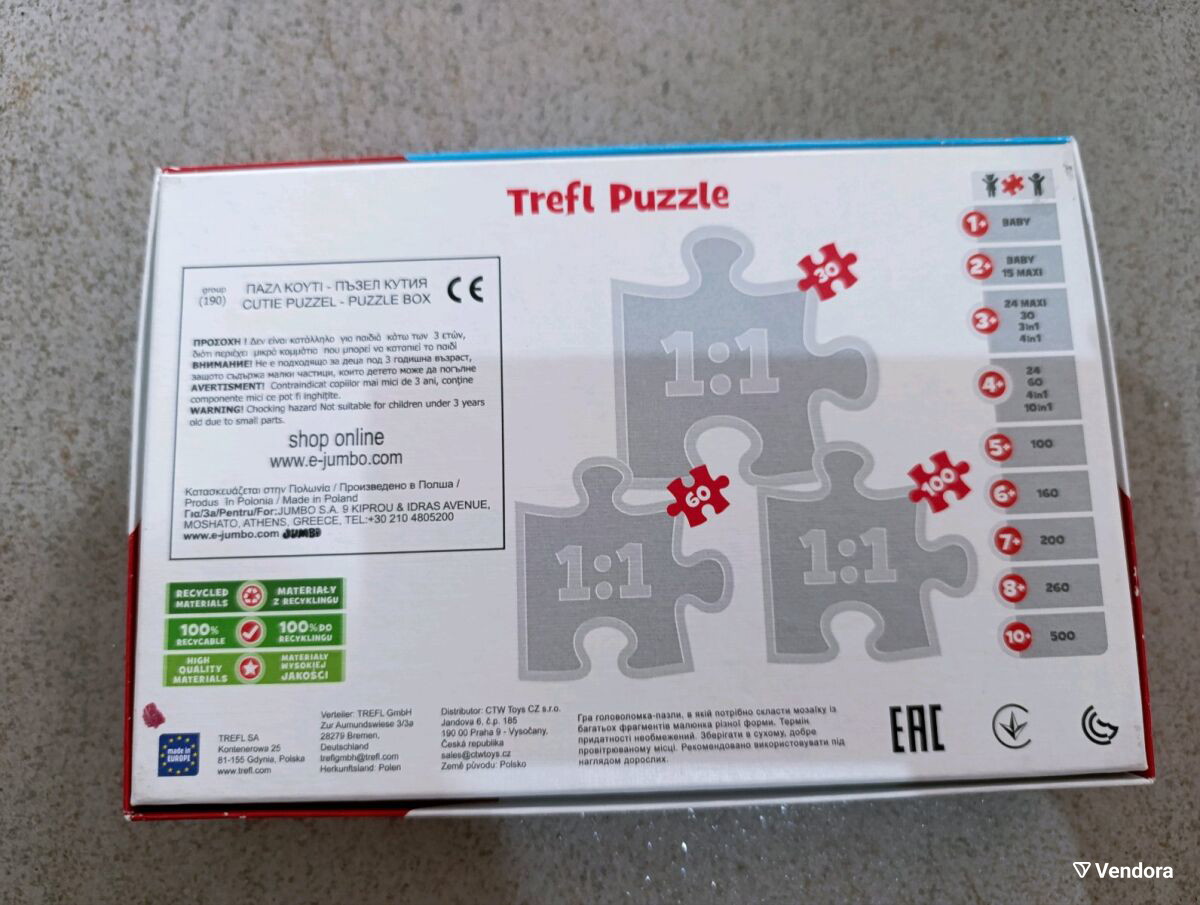 Trefl Puzzle
group
(190)
ΠΑΖΛ ΚΟΥΤΙ - ПЪЗЕЛ КУТИЯ
CUTIE PUZZEL - PUZZLE BOX
CE
ΠΡΟΣΟΧΗ ! Δεν είναι κατάλληλο για παιδιά κάτω των 3 ετών,
διότι περιέχει μικρά κομμάτια που μπορεί να καταπιεί το παιδί
ВНИМАНИЕ! Не е подходящо за деца под 3 годишна възраст,
защото съдържа малки частици, които детето може да погълне
AVERTISMENT! Contraindicat copiilor mai mici de 3 ani, conține
componente mici ce pot fi inghițite.
WARNING! Chocking hazard Not suitable for children under 3 years
old due to small parts.
shop online
www.e-jumbo.com
Κατασκευάζεται στην Πολωνία / Произведено в Полша /
Produs în Polonia / Made in Poland
Για/За/Pentru/For:JUMBO S.A. 9 KIPROU & IDRAS AVENUE,
MOSHATO, ATHENS, GREECE, TEL:+30 210 4805200
www.e-jumbo.com JUMBO
RECYCLED
MATERIALS
MATERIAŁY
Z RECYKLINGU
100%
RECYCABLE
100% DO
RECYKLINGU
HIGH
QUALITY
MATERIALS
MATERIAŁY
WYSOKIEJ
JAKOŚCI
1:1
30
1:1
60
1:1
100
1+ BABY
2+ BABY
15 MAXI
3+ 24 MAXI
30
3in1
4in1
4+ 24
60
4in1
10in1
5+ 100
6+ 160
7+ 200
8+ 260
10+ 500
made in
EUROPE
TREFL SA
Kontenerowa 25
81-155 Gdynia, Polska
www.trefl.com
Verteiler: TREFL GmbH
Zur Aumundswiese 3/3a
28279 Bremen,
Deutschland
treflgmbh@trefl.com
Herkunftsland: Polen
Distributor: CTW Toys CZ s.r.o.
Jandova 6, č.p. 185
190 00 Praha 9 - Vysočany,
Česká republika
sales@ctwtoys.cz
Země původu: Polsko
Гра головоломка-пазли, в якій потрібно скласти мозаїку із
багатьох фрагментів малюнка різної форми. Термін
придатності необмежений. Зберігати в сухому, добре
провітрюваному місці. Рекомендовано використовувати під
наглядом дорослих.
EAC
Vendora